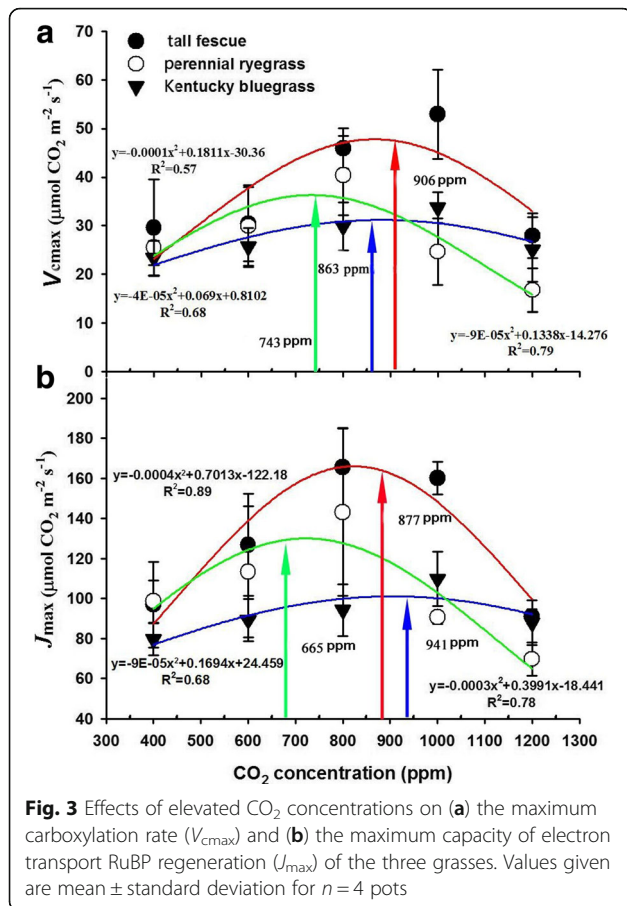 a
tall fescue
perennial ryegrass
Kentucky bluegrass
70
60
50
40
30
20
10
0
Vcmax (µmol CO₂ m⁻² s⁻¹)
y=-0.0001x²+0.1811x-30.36
R²=0.57
906 ppm
863 ppm
743 ppm
y=-4E-05x²+0.069x+0.8102
R²=0.68
y=-9E-05x²+0.1338x-14.276
R²=0.79
b
200
180
160
140
120
100
80
60
40
Jmax (µmol CO₂ m⁻² s⁻¹)
y=-0.0004x²+0.7013x-122.18
R²=0.89
877 ppm
665 ppm
941 ppm
y=-9E-05x²+0.1694x+24.459
R²=0.68
y=-0.0003x²+0.3991x-18.441
R²=0.78
300 400 500 600 700 800 900 1000 1100 1200 1300
CO₂ concentration (ppm)
Fig. 3 Effects of elevated CO₂ concentrations on (a) the maximum
carboxylation rate (Vcmax) and (b) the maximum capacity of electron
transport RuBP regeneration (Jmax) of the three grasses. Values given
are mean ± standard deviation for n = 4 pots